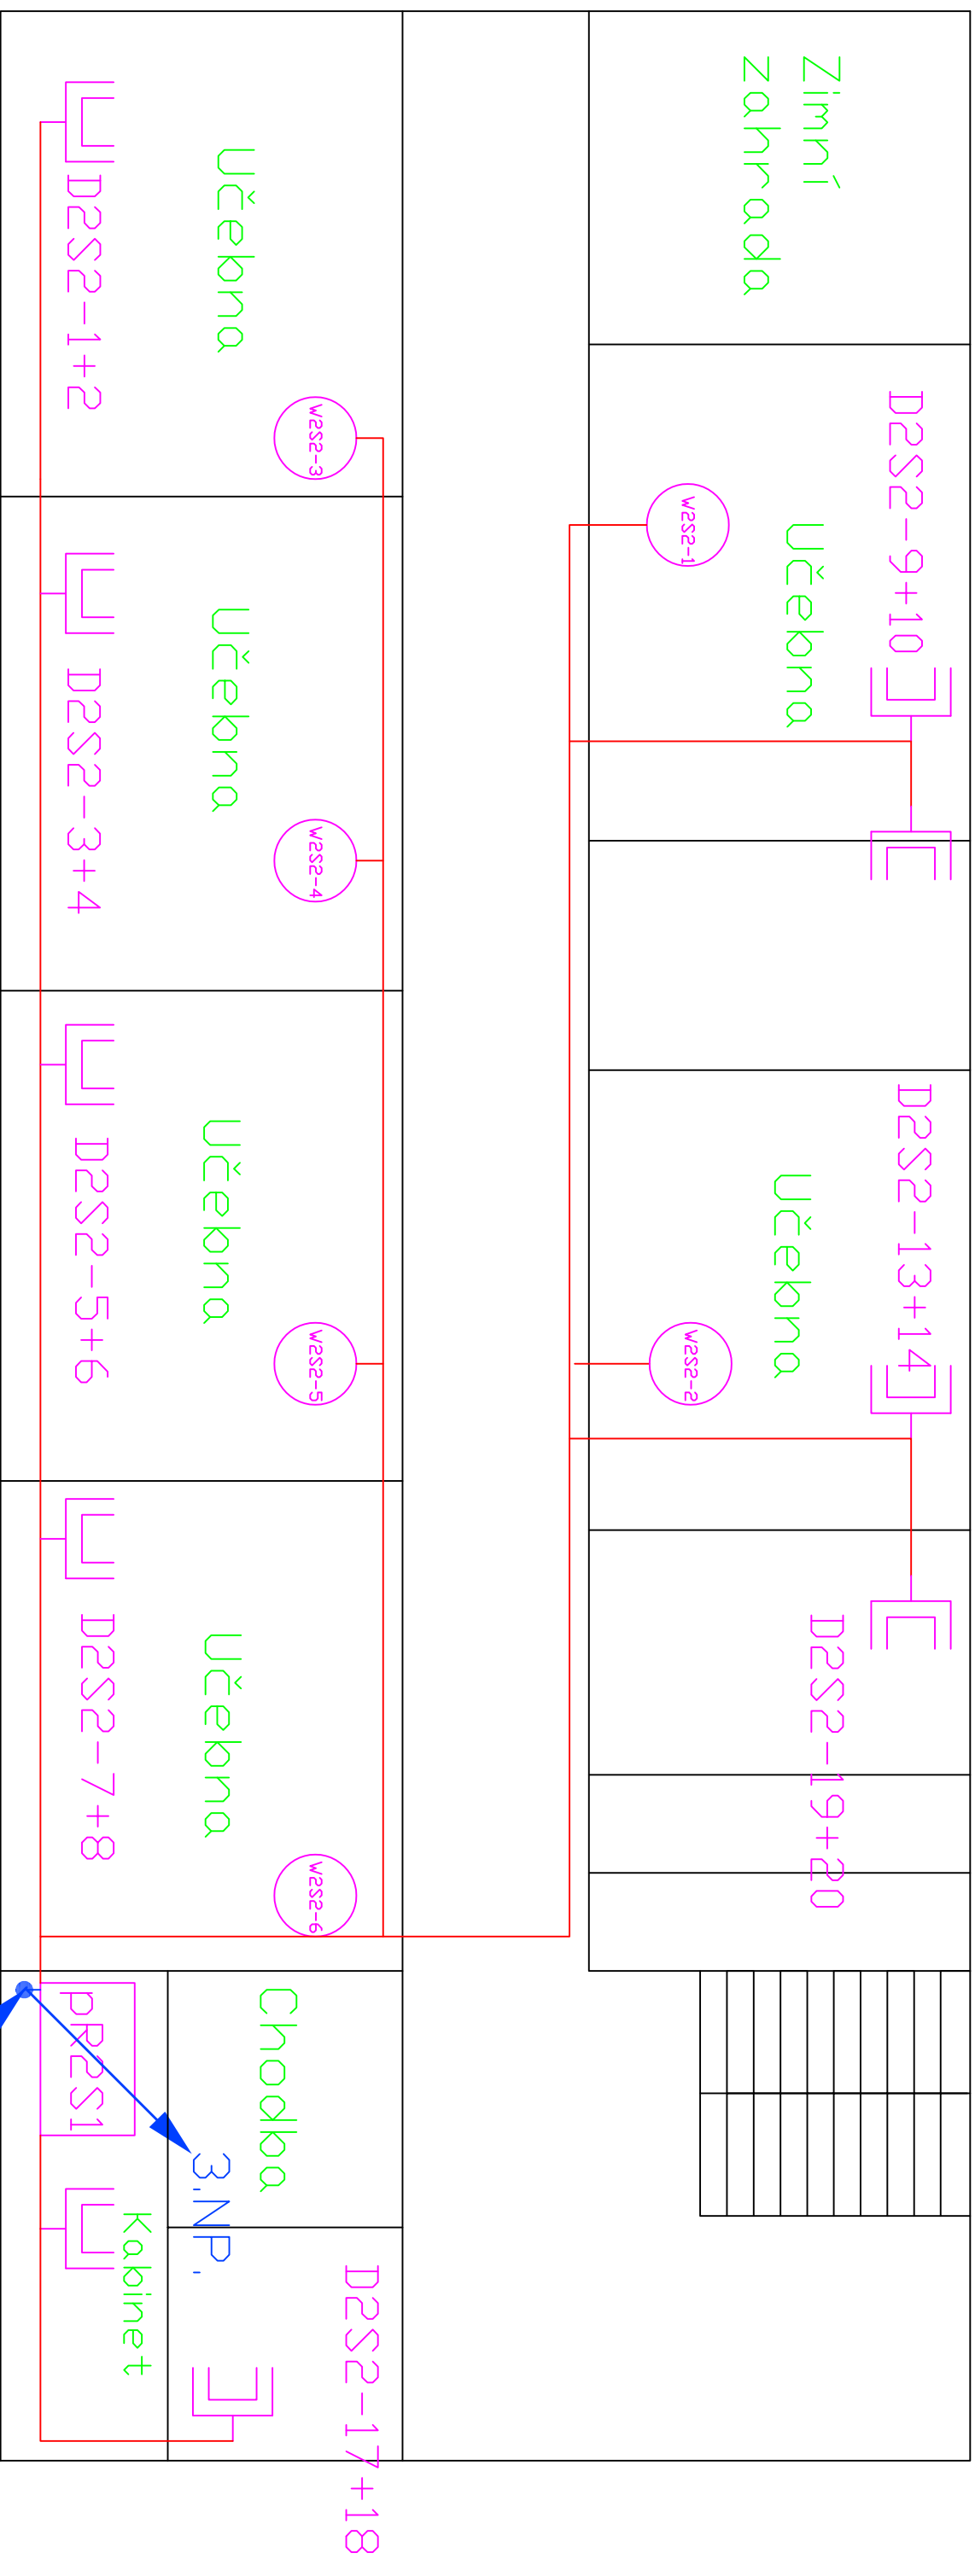 Zimní
Zahrada
D2S2-9+10
Učebna
W2S2-1
D2S2-13+14
Učebna
W2S2-2
D2S2-19+20
Učebna
W2S2-3
D2S2-1+2
Učebna
W2S2-4
D2S2-3+4
Učebna
W2S2-5
D2S2-5+6
Učebna
W2S2-6
D2S2-7+8
Chodba
3.NP.
PR2S1
Kabinet
D2S2-17+18